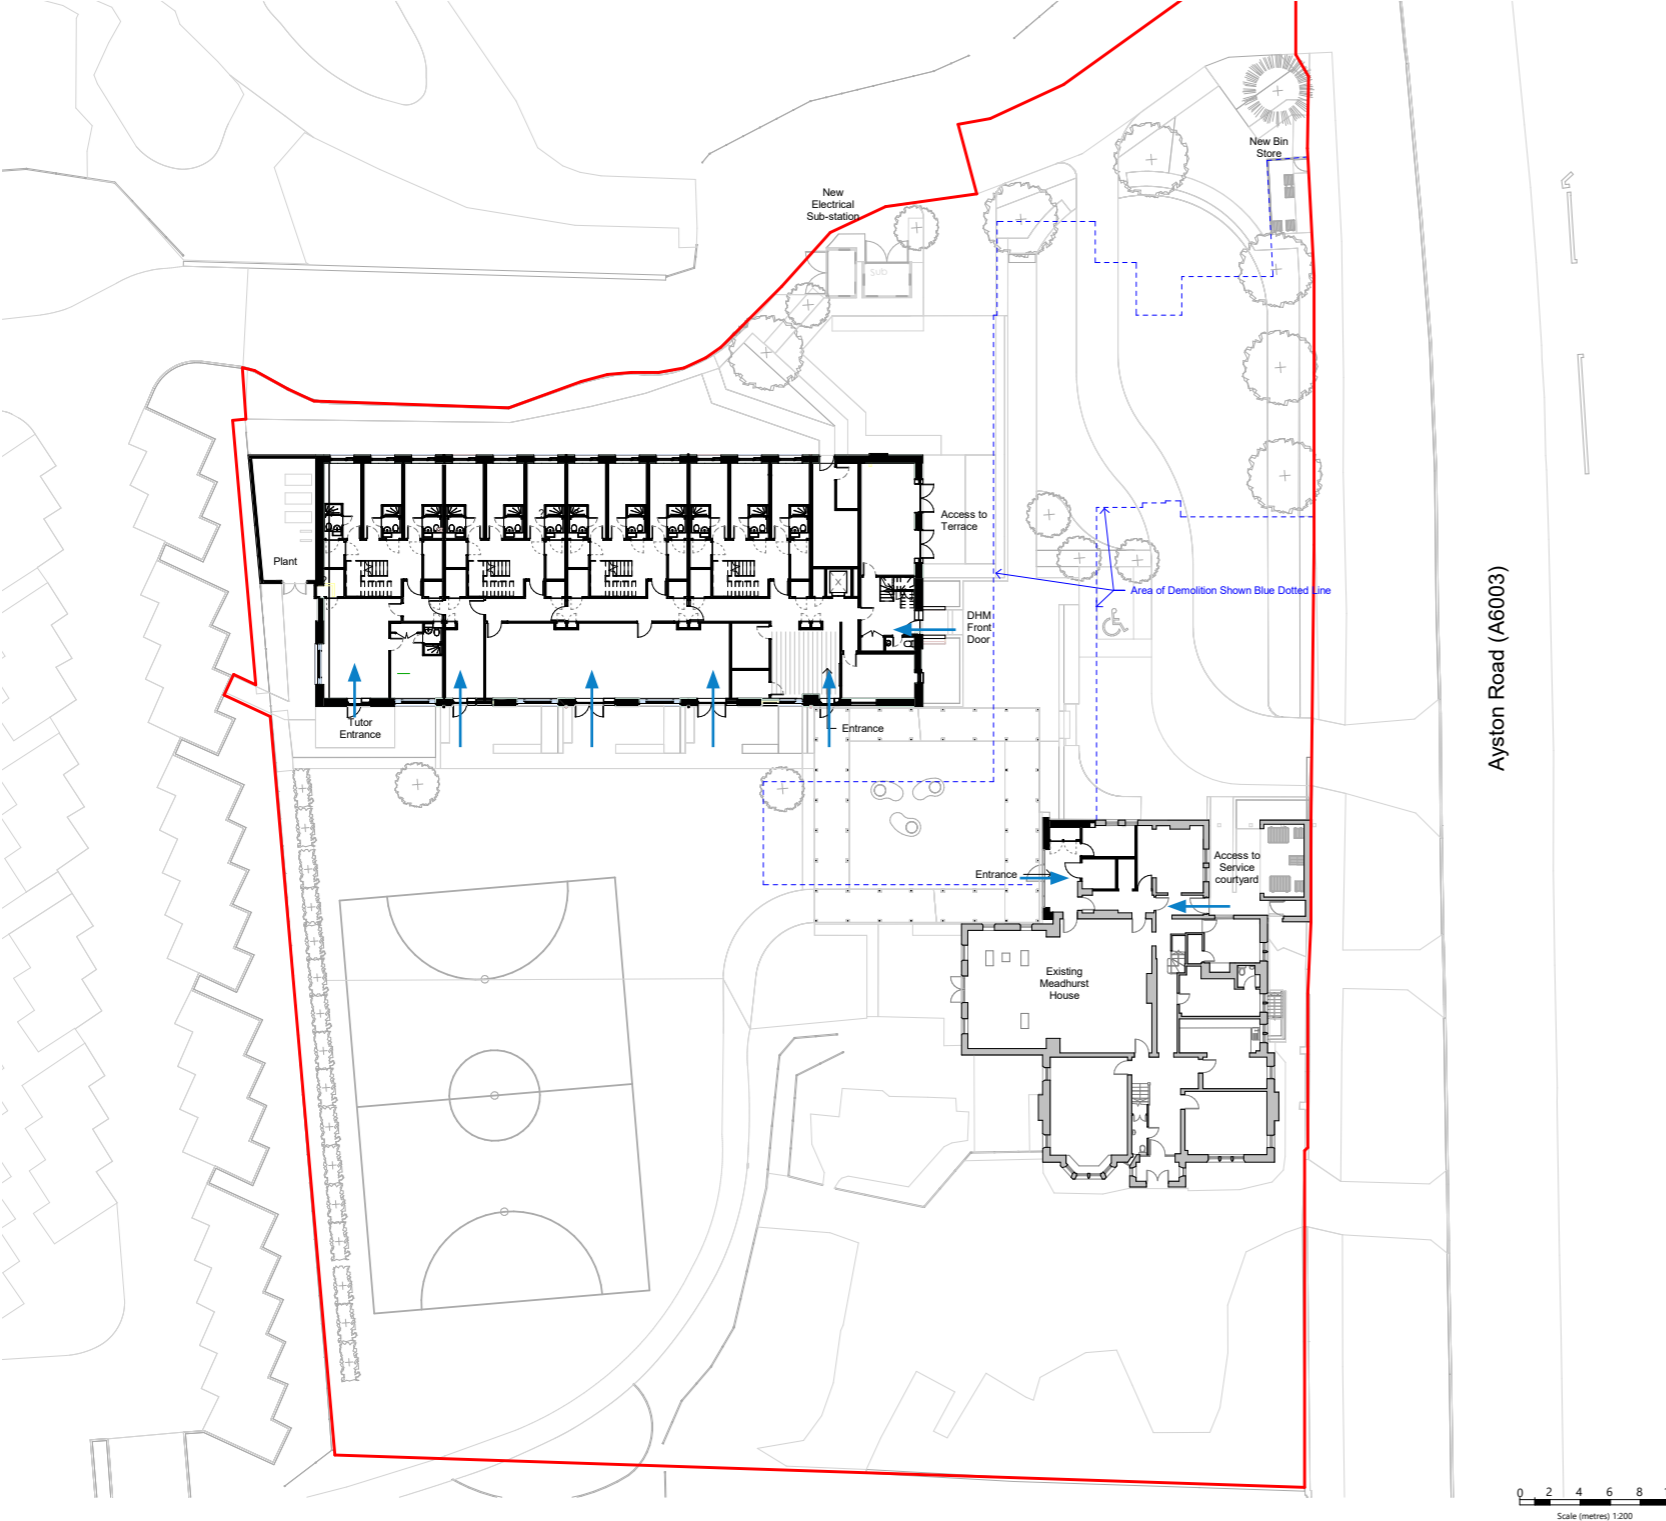 New Bin
Store
New
Electrical
Sub-station
SUB
Plant
Access to
Terrace
Area of Demolition Shown Blue Dotted Line
DHM
Front
Door
Ayston Road (A6003)
Tutor
Entrance
Entrance
Entrance
Access to
Service
courtyard
Existing
Meadhurst
House
0 2 4 6 8
Scale (metres) 1:200